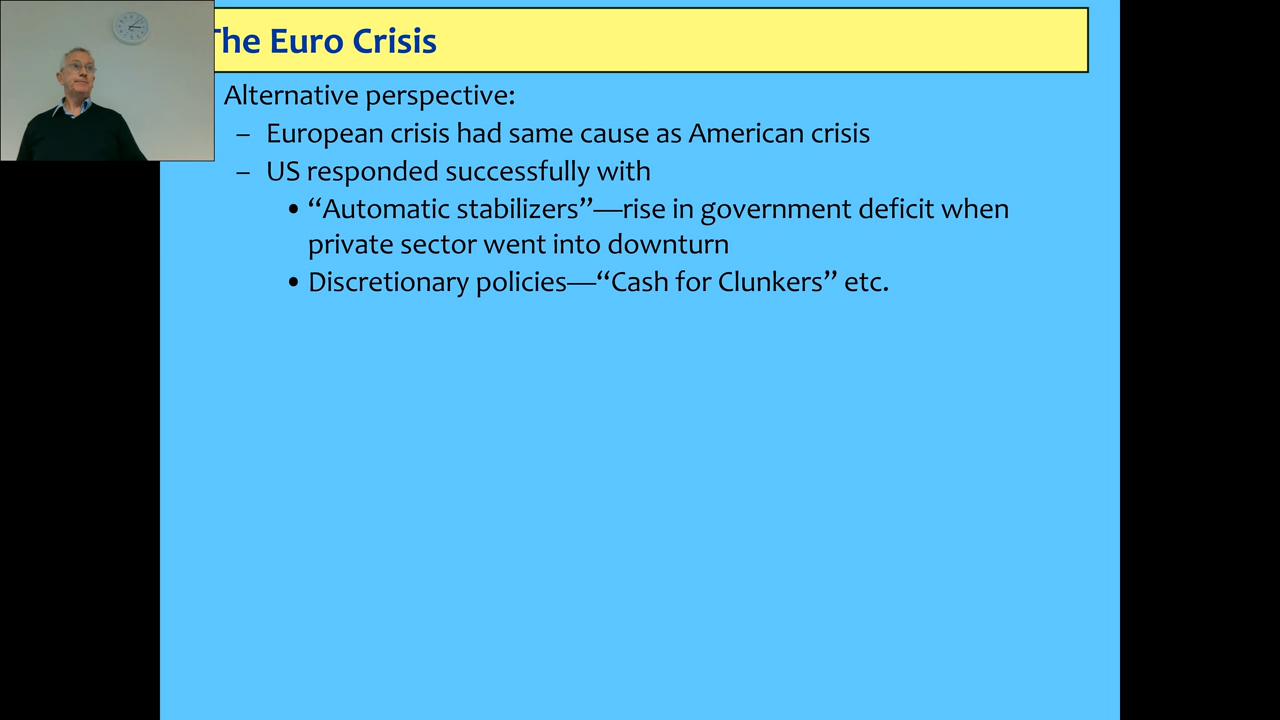 The Euro Crisis
Alternative perspective:
– European crisis had same cause as American crisis
– US responded successfully with
• “Automatic stabilizers”—rise in government deficit when
private sector went into downturn
• Discretionary policies—“Cash for Clunkers” etc.